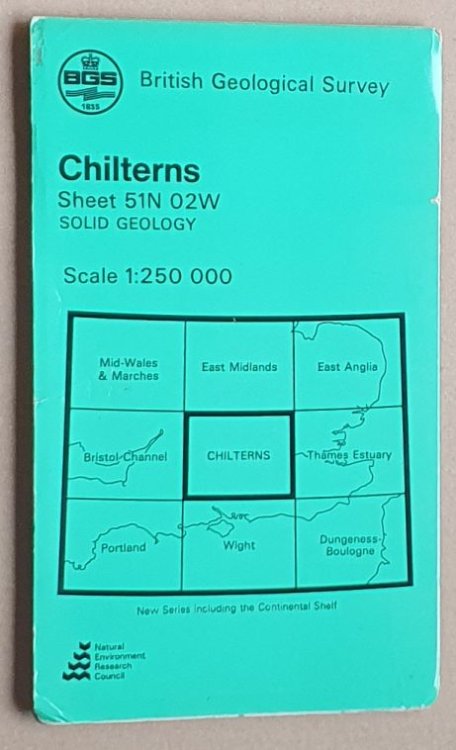 BGS
1835
British Geological Survey
Chilterns
Sheet 51N 02W
SOLID GEOLOGY
Scale 1:250 000
Mid-Wales
& Marches
East Midlands
East Anglia
Bristol Channel
CHILTERNS
Thames Estuary
Portland
Wight
Dungeness-
Boulogne
New Series including the Continental Shelf
Natural
Environment
Research
Council